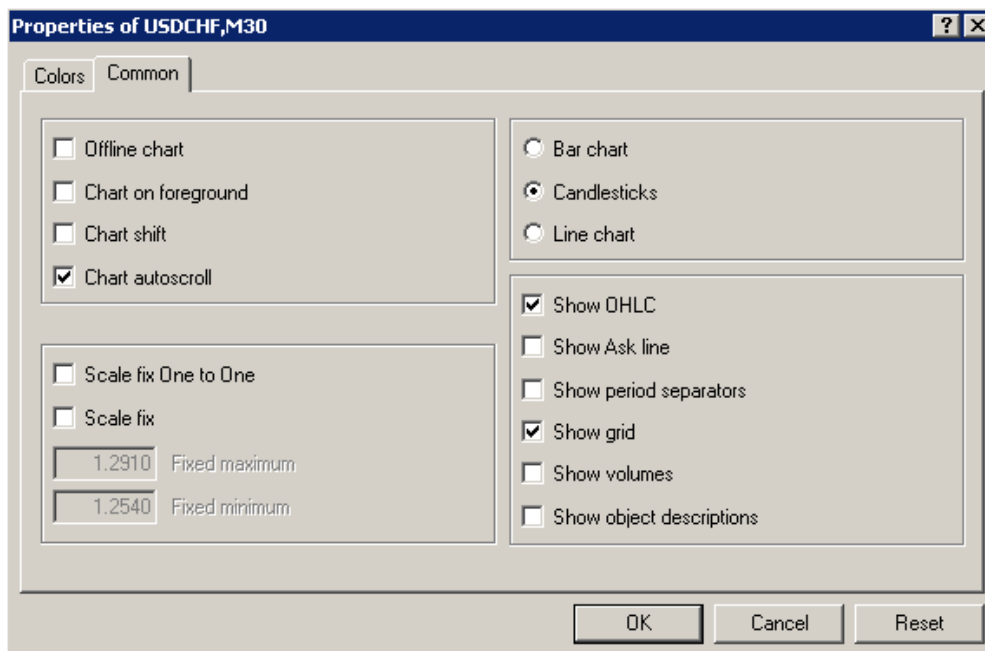 Properties of USDCHF,M30
Colors
Common
Offline chart
Chart on foreground
Chart shift
Chart autoscroll
Scale fix One to One
Scale fix
1.2910 Fixed maximum
1.2540 Fixed minimum
Bar chart
Candlesticks
Line chart
Show OHLC
Show Ask line
Show period separators
Show grid
Show volumes
Show object descriptions
OK
Cancel
Reset